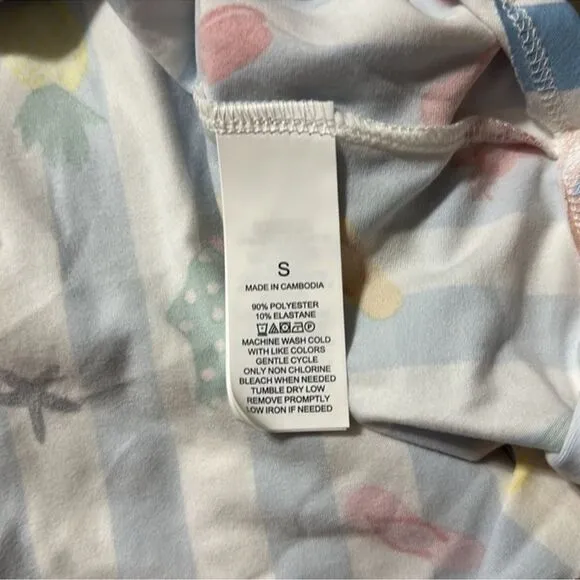 S
MADE IN CAMBODIA
90% POLYESTER
10% ELASTANE
MACHINE WASH COLD
WITH LIKE COLORS
GENTLE CYCLE
ONLY NON CHLORINE
BLEACH WHEN NEEDED
TUMBLE DRY LOW
REMOVE PROMPTLY
LOW IRON IF NEEDED